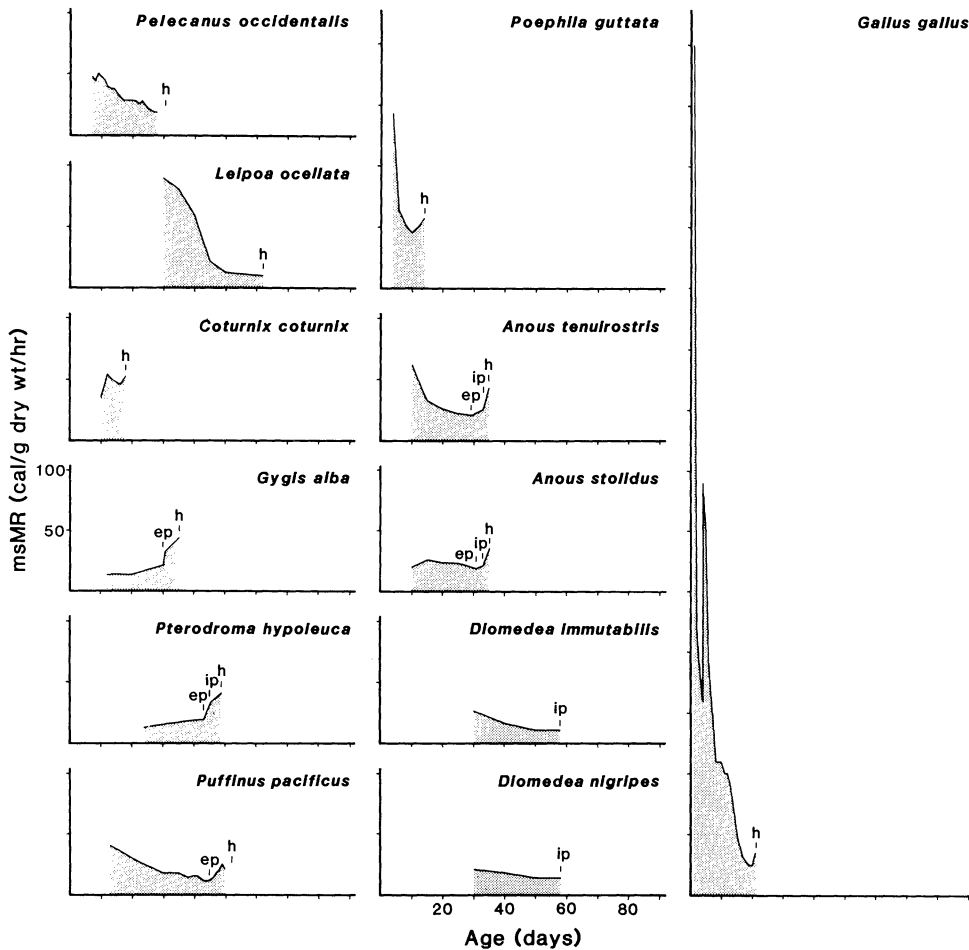 Pelecanus occidentalis
h
Leipoa ocellata
h
Coturnix coturnix
h
Gygis alba
100
50
ep
h
Pterodroma hypoleuca
ep
ip
h
Puffinus pacificus
ep
h
Poephila guttata
h
Anous tenuirostris
ep
ip
h
Anous stolidus
ep
ip
h
Diomedea immutabilis
ip
Diomedea nigripes
ip
20 40 60 80
Gallus gallus
h
msMR (cal/g dry wt/hr)
Age (days)